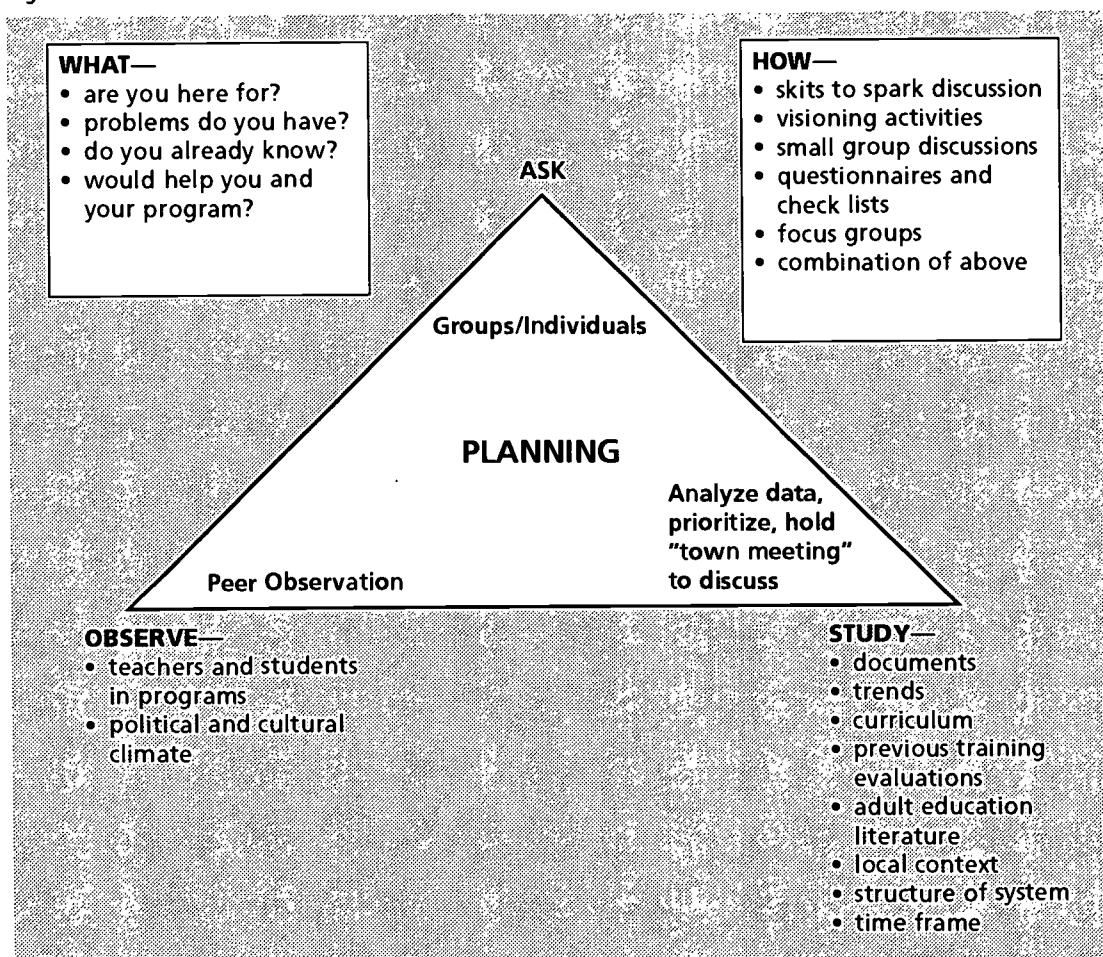 WHAT—
• are you here for?
• problems do you have?
• do you already know?
• would help you and
your program?
HOW—
• skits to spark discussion
• visioning activities
• small group discussions
• questionnaires and
check lists
• focus groups
• combination of above
ASK
Groups/Individuals
PLANNING
Analyze data,
prioritize, hold
"town meeting"
to discuss
Peer Observation
OBSERVE—
• teachers and students
in programs
• political and cultural
climate
STUDY—
• documents
• trends
• curriculum
• previous training
evaluations
• adult education
literature
• local context
• structure of system
• time frame